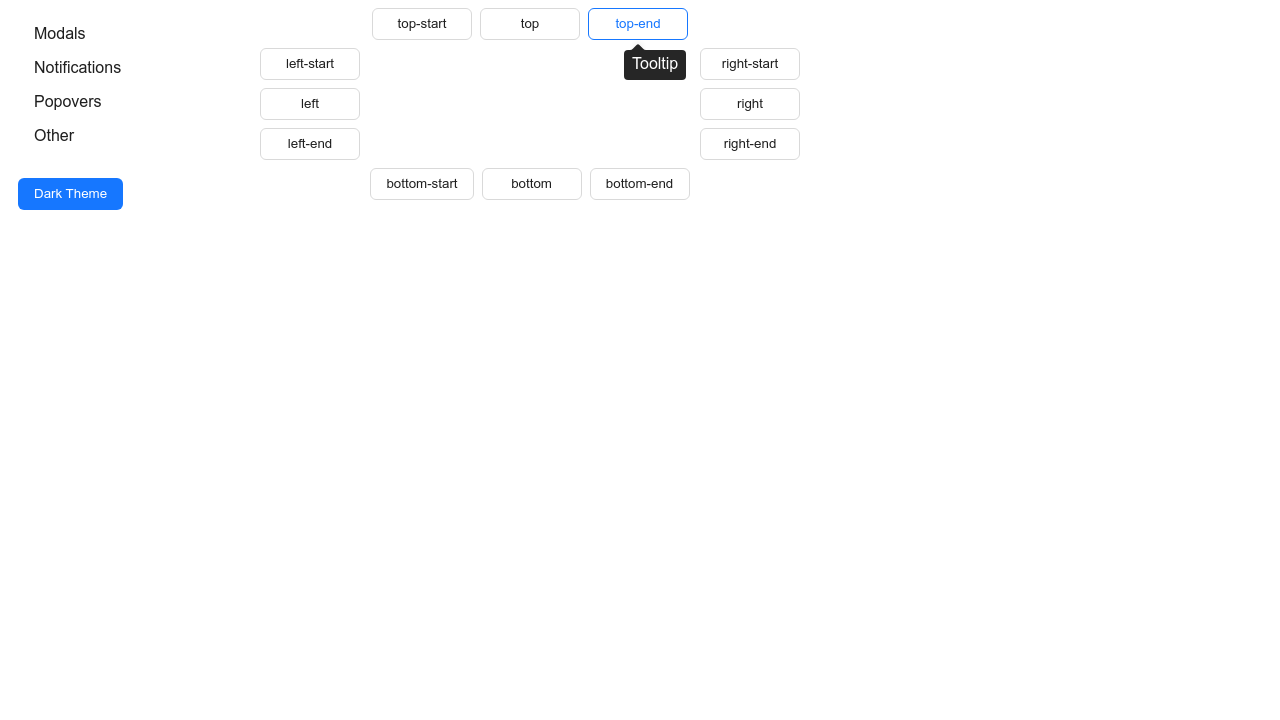 Modals
Notifications
Popovers
Other
Dark Theme
top-start
top
top-end
left-start
Tooltip
right-start
left
right
left-end
right-end
bottom-start
bottom
bottom-end